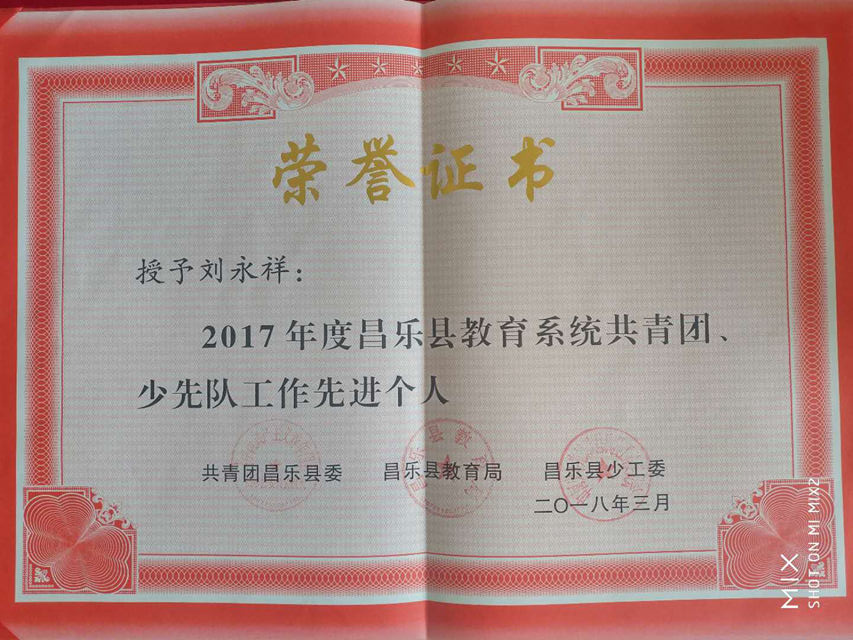 荣誉证书
授予刘永祥：
2017年度昌乐县教育系统共青团、
少先队工作先进个人
共青团昌乐县委 昌乐县教育局 昌乐县少工委
二〇一八年三月
MIX
SHOT ON MI MIX2